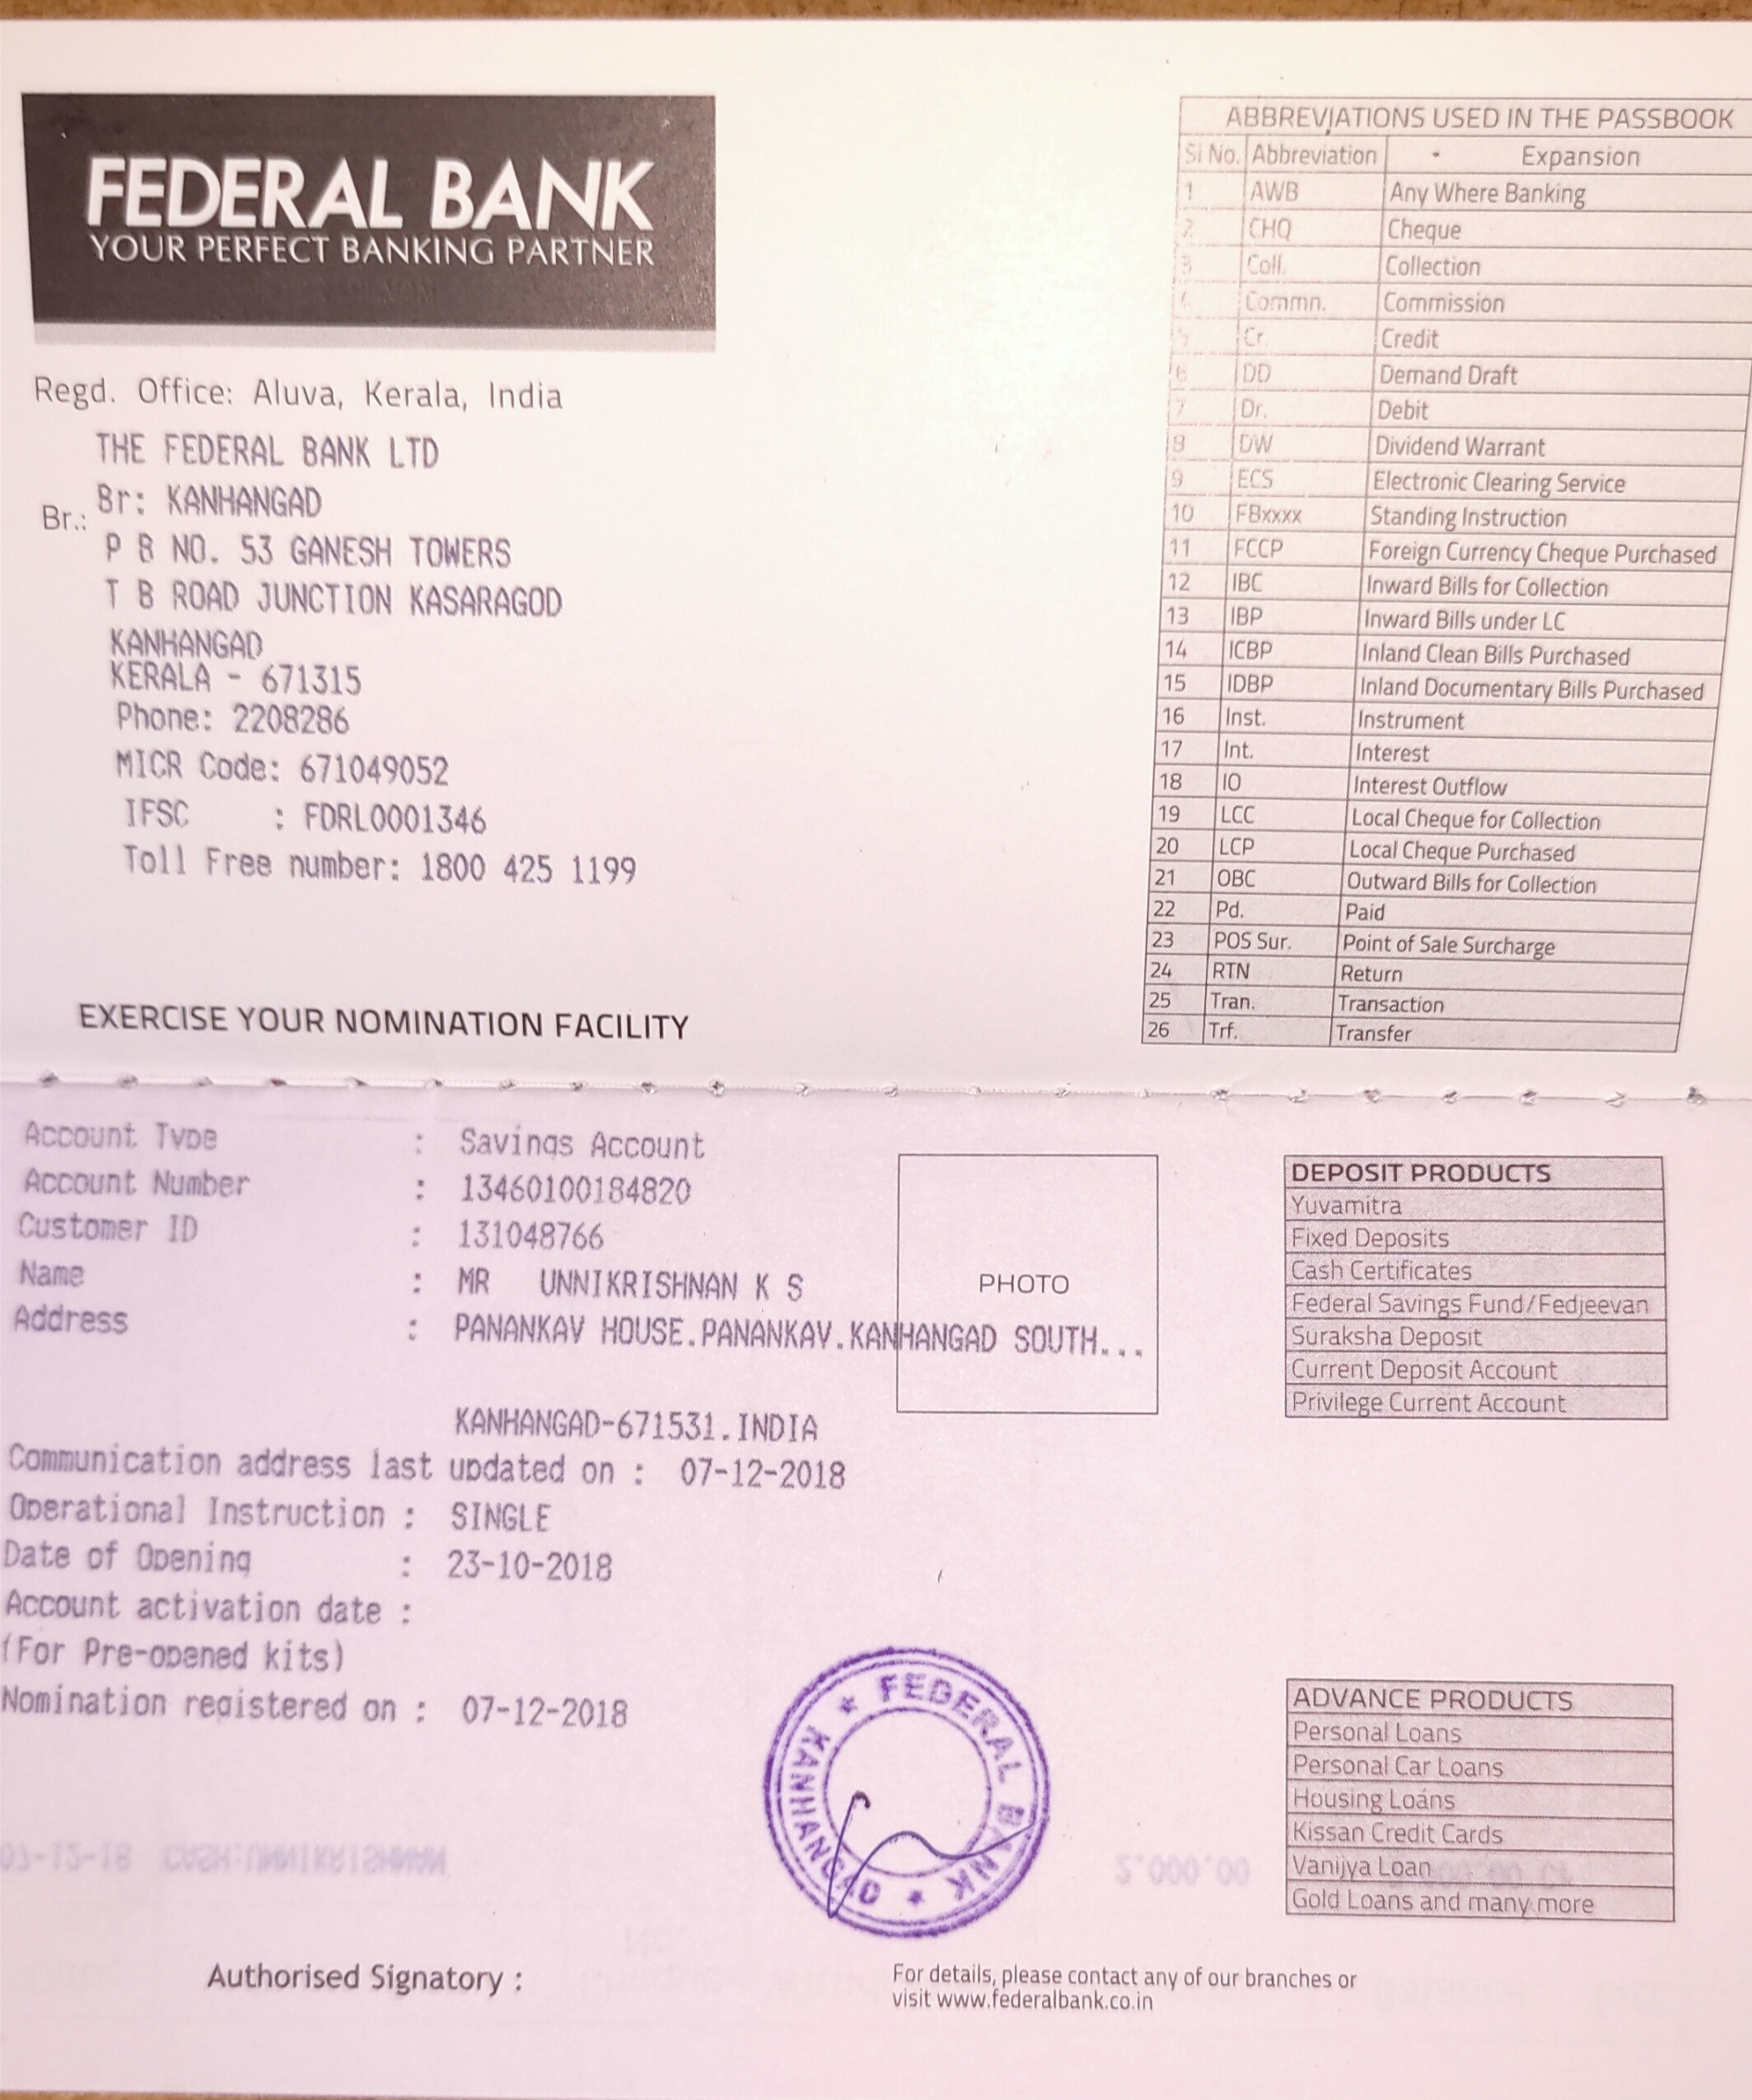 FEDERAL BANK
YOUR PERFECT BANKING PARTNER
Regd. Office: Aluva, Kerala, India
THE FEDERAL BANK LTD
Br.: Br: KANHANGAD
P B NO. 53 GANESH TOWERS
T B ROAD JUNCTION KASARAGOD
KANHANGAD
KERALA - 671315
Phone: 2208286
MICR Code: 671049052
IFSC : FDRL0001346
Toll Free number: 1800 425 1199
EXERCISE YOUR NOMINATION FACILITY
ABBREVIATIONS USED IN THE PASSBOOK
Sl No. Abbreviation Expansion
1 AWB Any Where Banking
2 CHQ Cheque
3 Coll. Collection
4 Commn. Commission
5 Cr. Credit
6 DD Demand Draft
7 Dr. Debit
8 DW Dividend Warrant
9 ECS Electronic Clearing Service
10 FBxxxx Standing Instruction
11 FCCP Foreign Currency Cheque Purchased
12 IBC Inward Bills for Collection
13 IBP Inward Bills under LC
14 ICBP Inland Clean Bills Purchased
15 IDBP Inland Documentary Bills Purchased
16 Inst. Instrument
17 Int. Interest
18 IO Interest Outflow
19 LCC Local Cheque for Collection
20 LCP Local Cheque Purchased
21 OBC Outward Bills for Collection
22 Pd. Paid
23 POS Sur. Point of Sale Surcharge
24 RTN Return
25 Tran. Transaction
26 Trf. Transfer
Account Type : Savings Account
Account Number : 13460100184820
Customer ID : 131048766
Name : MR UNNIKRISHNAN K S
Address : PANANKAV HOUSE.PANANKAV.KANHANGAD SOUTH...
KANHANGAD-671531.INDIA
Communication address last updated on : 07-12-2018
Operational Instruction : SINGLE
Date of Opening : 23-10-2018
Account activation date :
(For Pre-opened kits)
Nomination registered on : 07-12-2018
PHOTO
DEPOSIT PRODUCTS
Yuvamitra
Fixed Deposits
Cash Certificates
Federal Savings Fund/Fedjeevan
Suraksha Deposit
Current Deposit Account
Privilege Current Account
ADVANCE PRODUCTS
Personal Loans
Personal Car Loans
Housing Loans
Kissan Credit Cards
Vanijya Loan
Gold Loans and many more
FEDERAL BANK
KANHANGAD
Authorised Signatory :
For details, please contact any of our branches or
visit www.federalbank.co.in